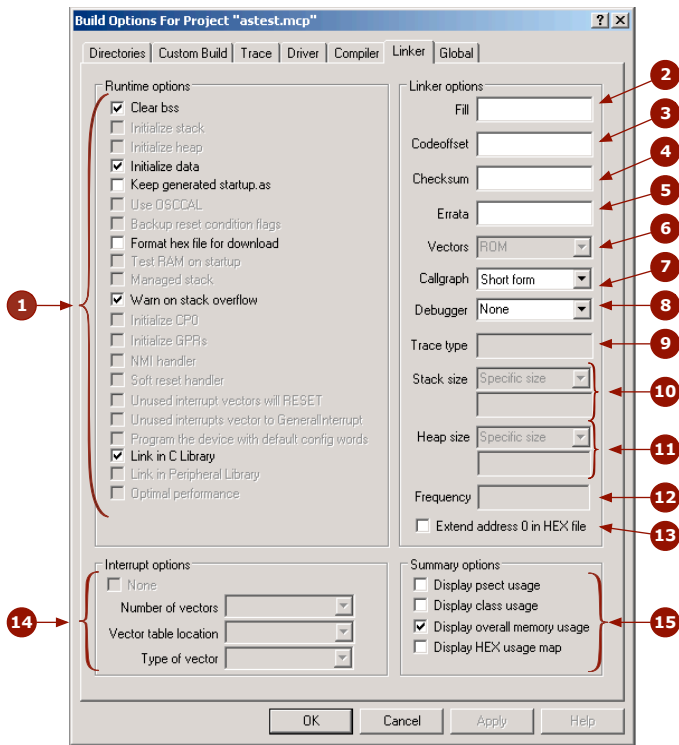 Build Options For Project "astest.mcp"
Directories Custom Build Trace Driver Compiler Linker Global
Runtime options
Clear bss
Initialize stack
Initialize heap
Initialize data
Keep generated startup.as
Use OSCCAL
Backup reset condition flags
Format hex file for download
Test RAM on startup
Managed stack
Warn on stack overflow
Initialize CP0
Initialize GPRs
NMI handler
Soft reset handler
Unused interrupt vectors will RESET
Unused interrupts vector to GeneralInterrupt
Program the device with default config words
Link in C Library
Link in Peripheral Library
Optimal performance
1
Linker options
Fill
2
Codeoffset
3
Checksum
4
Errata
5
Vectors ROM
6
Callgraph Short form
7
Debugger None
8
Trace type
9
Stack size Specific size
10
Heap size Specific size
11
Frequency
12
Extend address 0 in HEX file
13
Interrupt options
None
Number of vectors
Vector table location
Type of vector
14
Summary options
Display psect usage
Display class usage
Display overall memory usage
Display HEX usage map
15
OK Cancel Apply Help